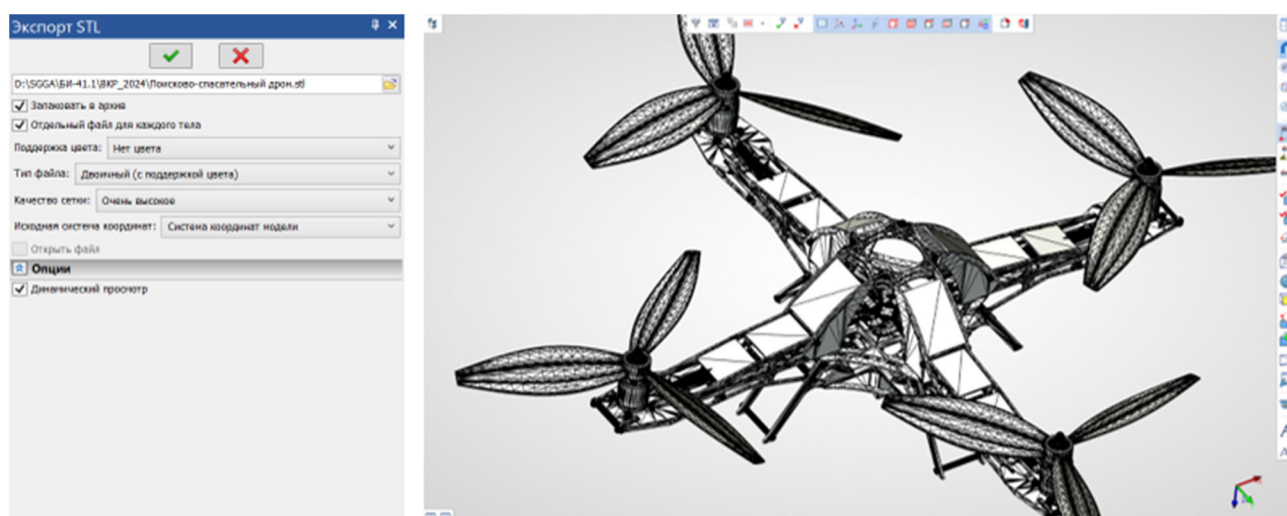 Экспорт STL
D:\SGGA\БИ-41.1\ВКР_2024\Поисково-спасательный дрон.stl
Запаковать в архив
Отдельный файл для каждого тела
Поддержка цвета: Нет цвета
Тип файла: Двоичный (с поддержкой цвета)
Качество сетки: Очень высокое
Исходная система координат: Система координат модели
Открыть файл
Опции
Динамический просмотр